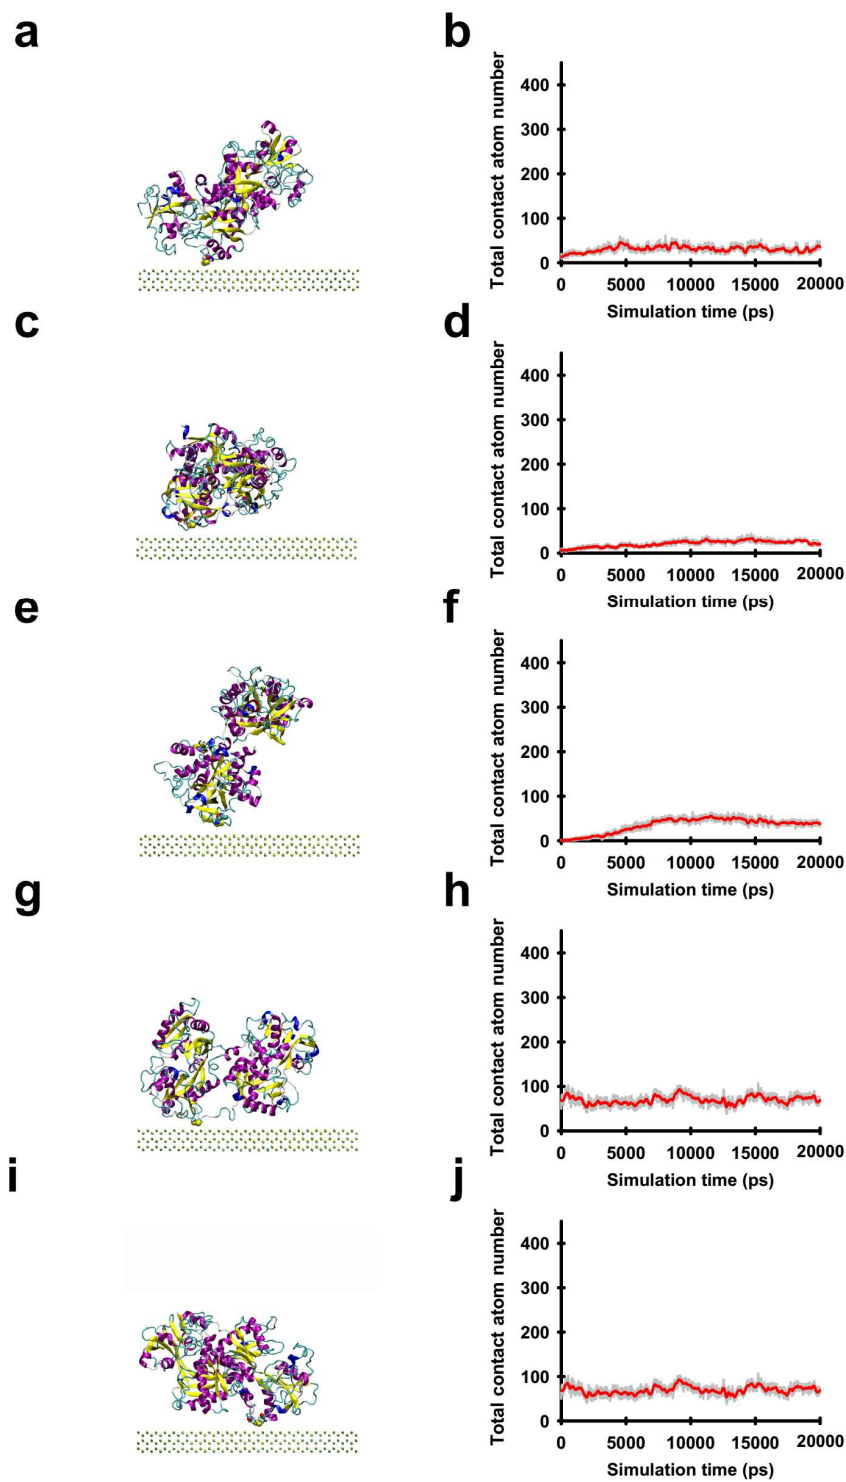 a
b
Total contact atom number
400
300
200
100
0
0 5000 10000 15000 20000
Simulation time (ps)
c
d
Total contact atom number
400
300
200
100
0
0 5000 10000 15000 20000
Simulation time (ps)
e
f
Total contact atom number
400
300
200
100
0
0 5000 10000 15000 20000
Simulation time (ps)
g
h
Total contact atom number
400
300
200
100
0
0 5000 10000 15000 20000
Simulation time (ps)
i
j
Total contact atom number
400
300
200
100
0
0 5000 10000 15000 20000
Simulation time (ps)